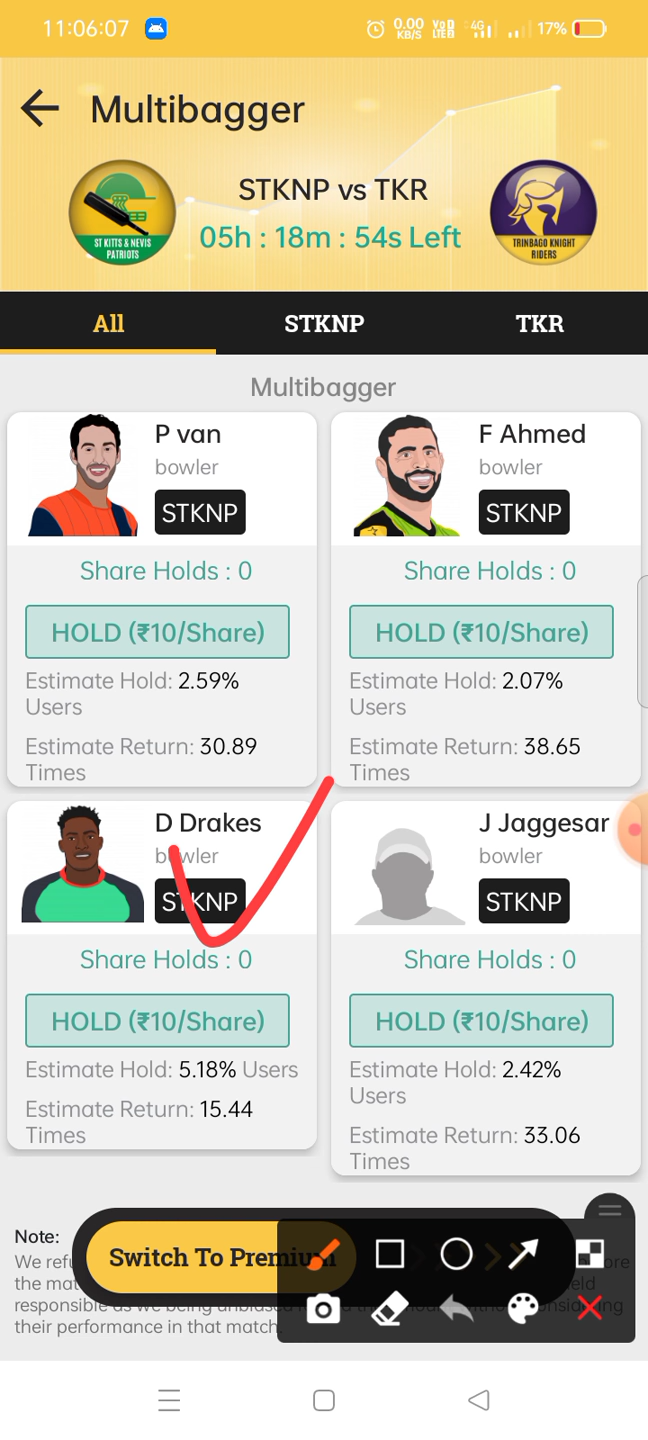 11:06:07 0.00 KB/S VoD LTE 4G 17%
Multibagger
STKNP vs TKR
05h : 18m : 54s Left
ST KITTS & NEVIS
PATRIOTS
TRINBAGO KNIGHT
RIDERS
All STKNP TKR
Multibagger
P van
bowler
STKNP
Share Holds : 0
HOLD (₹10/Share)
Estimate Hold: 2.59%
Users
Estimate Return: 30.89
Times
F Ahmed
bowler
STKNP
Share Holds : 0
HOLD (₹10/Share)
Estimate Hold: 2.07%
Users
Estimate Return: 38.65
Times
D Drakes
bowler
STKNP
Share Holds : 0
HOLD (₹10/Share)
Estimate Hold: 5.18% Users
Estimate Return: 15.44
Times
J Jaggesar
bowler
STKNP
Share Holds : 0
HOLD (₹10/Share)
Estimate Hold: 2.42%
Users
Estimate Return: 33.06
Times
Note:
We
the
Switch To Premium
responsible as we being
their performance in that match.